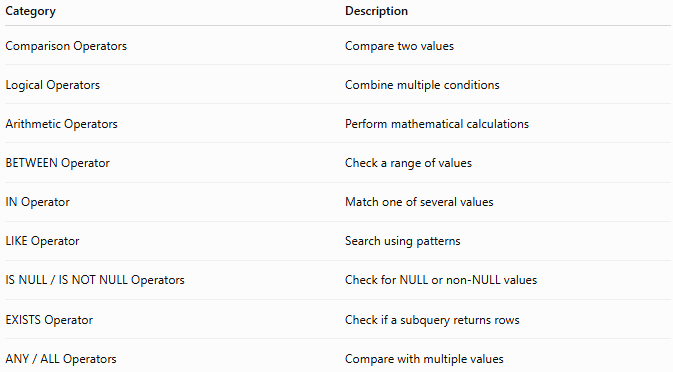 Category Description
Comparison Operators Compare two values
Logical Operators Combine multiple conditions
Arithmetic Operators Perform mathematical calculations
BETWEEN Operator Check a range of values
IN Operator Match one of several values
LIKE Operator Search using patterns
IS NULL / IS NOT NULL Operators Check for NULL or non-NULL values
EXISTS Operator Check if a subquery returns rows
ANY / ALL Operators Compare with multiple values